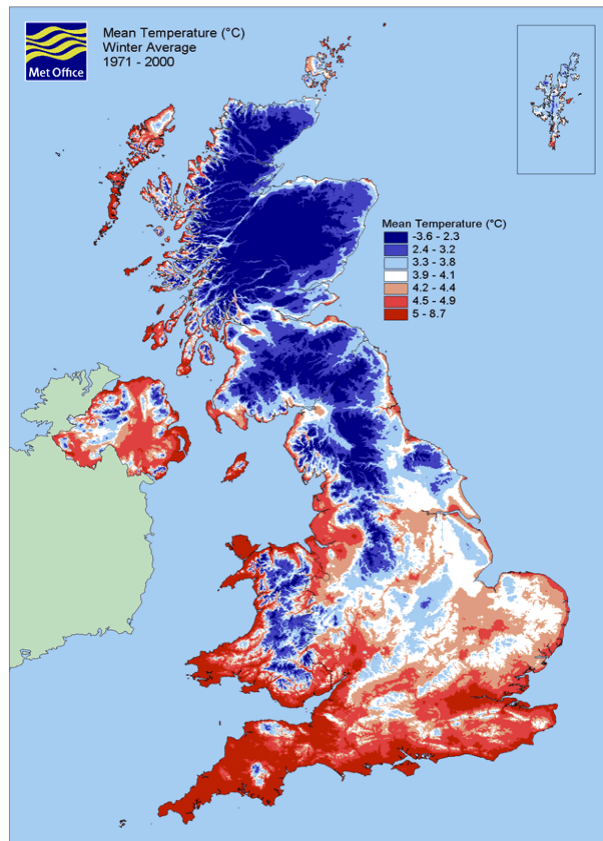 Mean Temperature (°C)
Winter Average
1971 - 2000
Met Office
Mean Temperature (°C)
-3.6 - 2.3
2.4 - 3.2
3.3 - 3.8
3.9 - 4.1
4.2 - 4.4
4.5 - 4.9
5 - 8.7